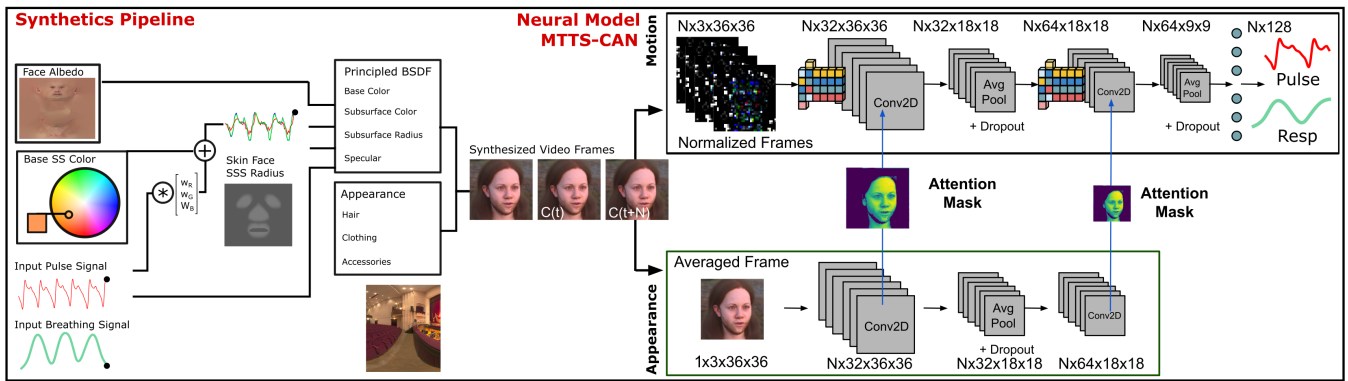 Synthetics Pipeline
Neural Model
MTTS-CAN
Face Albedo
Base SS Color
Input Pulse Signal
Input Breathing Signal
+
*
wR
wG
WB
Skin Face
SSS Radius
Principled BSDF
Base Color
Subsurface Color
Subsurface Radius
Specular
Appearance
Hair
Clothing
Accessories
Synthesized Video Frames
C(t)
C(t+N)
Motion
Nx3x36x36
Nx32x36x36
Nx32x18x18
Nx64x18x18
Nx64x9x9
Nx128
Conv2D
Avg
Pool
Conv2D
Avg
Pool
+ Dropout
+ Dropout
Normalized Frames
Pulse
Resp
Attention
Mask
Attention
Mask
Appearance
Averaged Frame
Conv2D
Avg
Pool
Conv2D
+ Dropout
1x3x36x36
Nx32x36x36
Nx32x18x18
Nx64x18x18